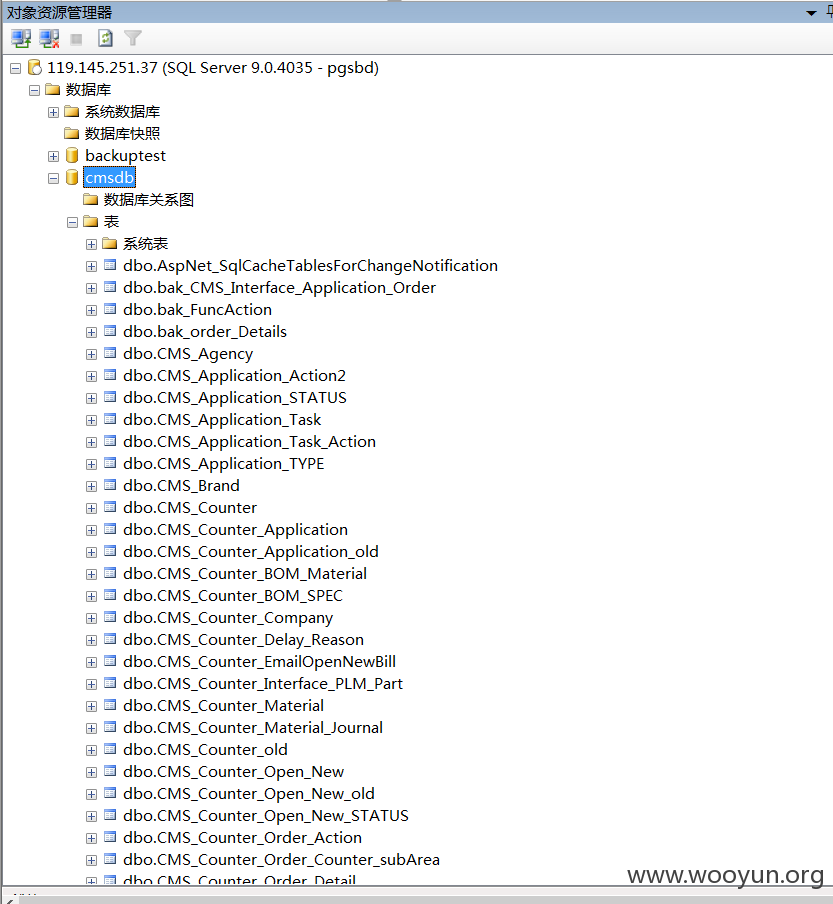 对象资源管理器
119.145.251.37 (SQL Server 9.0.4035 - pgsbd)
数据库
系统数据库
数据库快照
backuptest
cmsdb
数据库关系图
表
系统表
dbo.AspNet_SqlCacheTablesForChangeNotification
dbo.bak_CMS_Interface_Application_Order
dbo.bak_FuncAction
dbo.bak_order_Details
dbo.CMS_Agency
dbo.CMS_Application_Action2
dbo.CMS_Application_STATUS
dbo.CMS_Application_Task
dbo.CMS_Application_Task_Action
dbo.CMS_Application_TYPE
dbo.CMS_Brand
dbo.CMS_Counter
dbo.CMS_Counter_Application
dbo.CMS_Counter_Application_old
dbo.CMS_Counter_BOM_Material
dbo.CMS_Counter_BOM_SPEC
dbo.CMS_Counter_Company
dbo.CMS_Counter_Delay_Reason
dbo.CMS_Counter_EmailOpenNewBill
dbo.CMS_Counter_Interface_PLM_Part
dbo.CMS_Counter_Material
dbo.CMS_Counter_Material_Journal
dbo.CMS_Counter_old
dbo.CMS_Counter_Open_New
dbo.CMS_Counter_Open_New_old
dbo.CMS_Counter_Open_New_STATUS
dbo.CMS_Counter_Order_Action
dbo.CMS_Counter_Order_Counter_subArea
dbo.CMS_Counter_Order_Detail
www.wooyun.org